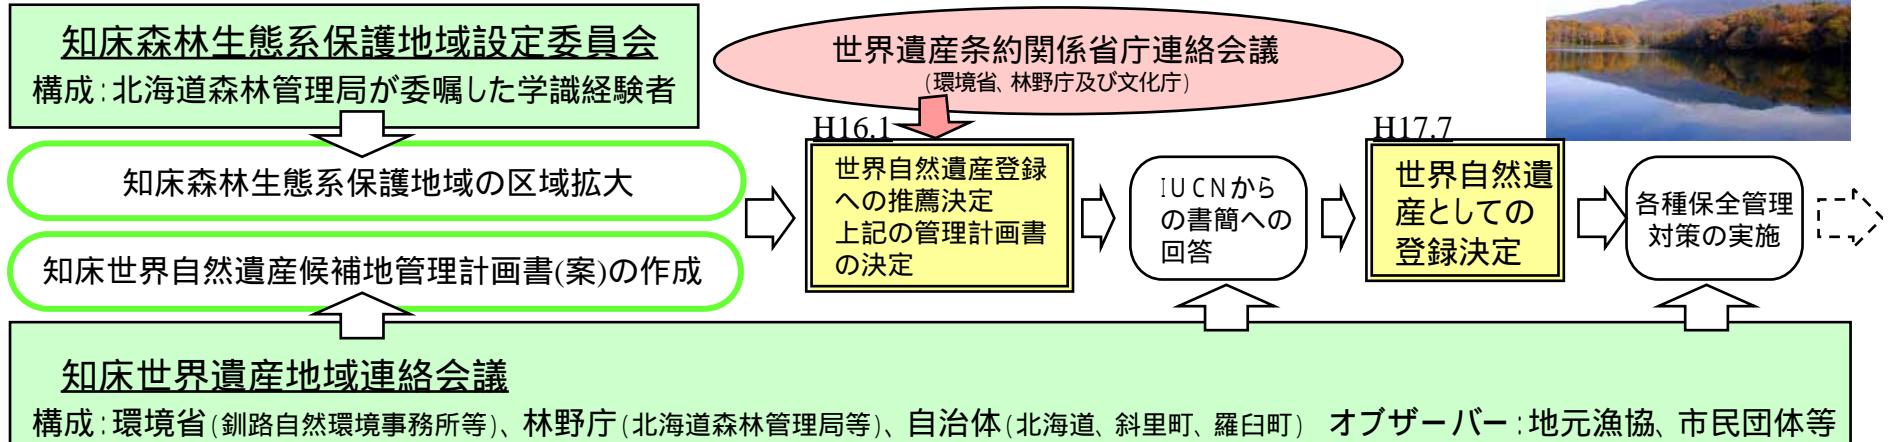 知床森林生態系保護地域設定委員会
構成：北海道森林管理局が委嘱した学識経験者
世界遺産条約関係省庁連絡会議
(環境省、林野庁及び文化庁)
知床森林生態系保護地域の区域拡大
知床世界自然遺産候補地管理計画書(案)の作成
H16.1
世界自然遺産登録
への推薦決定
上記の管理計画書
の決定
IUCNから
の書簡への
回答
H17.7
世界自然遺
産としての
登録決定
各種保全管理
対策の実施
知床世界遺産地域連絡会議
構成：環境省(釧路自然環境事務所等)、林野庁(北海道森林管理局等)、自治体(北海道、斜里町、羅臼町)　オブザーバー：地元漁協、市民団体等